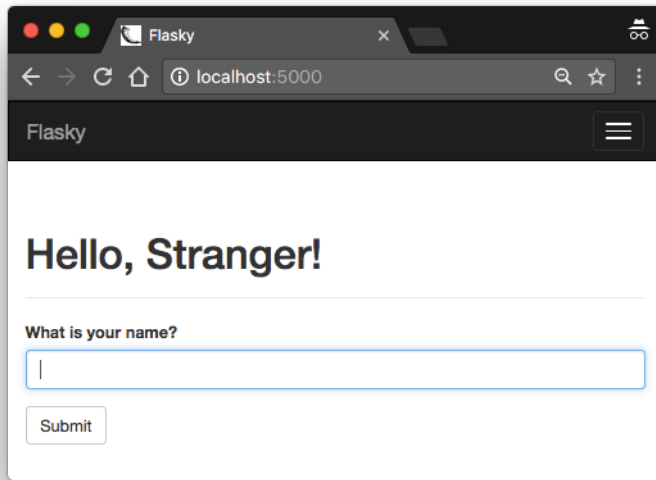 Flasky
localhost:5000
Flasky
Hello, Stranger!
What is your name?
Submit